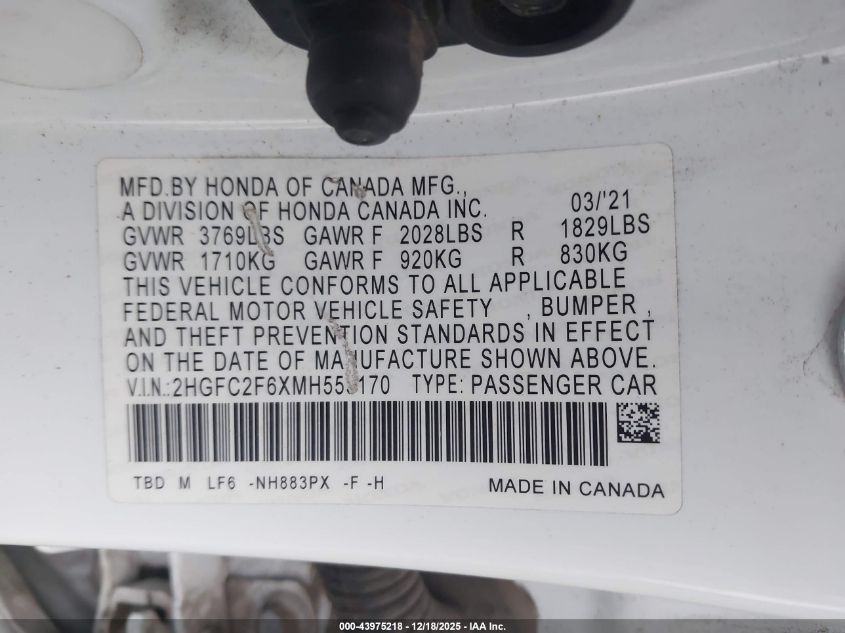 MFD.BY HONDA OF CANADA MFG.,
A DIVISION OF HONDA CANADA INC. 03/'21
GVWR 3769LBS GAWR F 2028LBS R 1829LBS
GVWR 1710KG GAWR F 920KG R 830KG
THIS VEHICLE CONFORMS TO ALL APPLICABLE
FEDERAL MOTOR VEHICLE SAFETY , BUMPER ,
AND THEFT PREVENTION STANDARDS IN EFFECT
ON THE DATE OF MANUFACTURE SHOWN ABOVE.
V.I.N.:2HGFC2F6XMH553170 TYPE: PASSENGER CAR
TBD M LF6 -NH883PX -F -H MADE IN CANADA
000-43975218 - 12/18/2025 - IAA Inc.